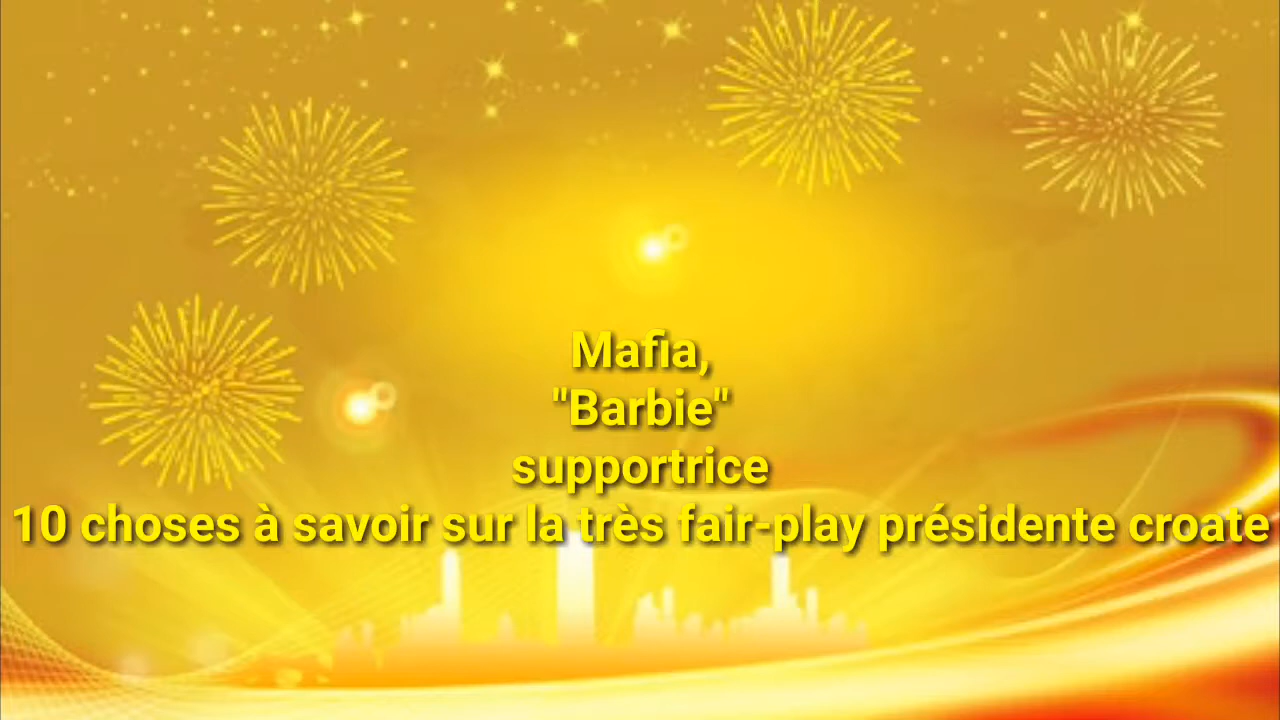 Mafia,
"Barbie"
supportrice
10 choses à savoir sur la très fair-play présidente croate